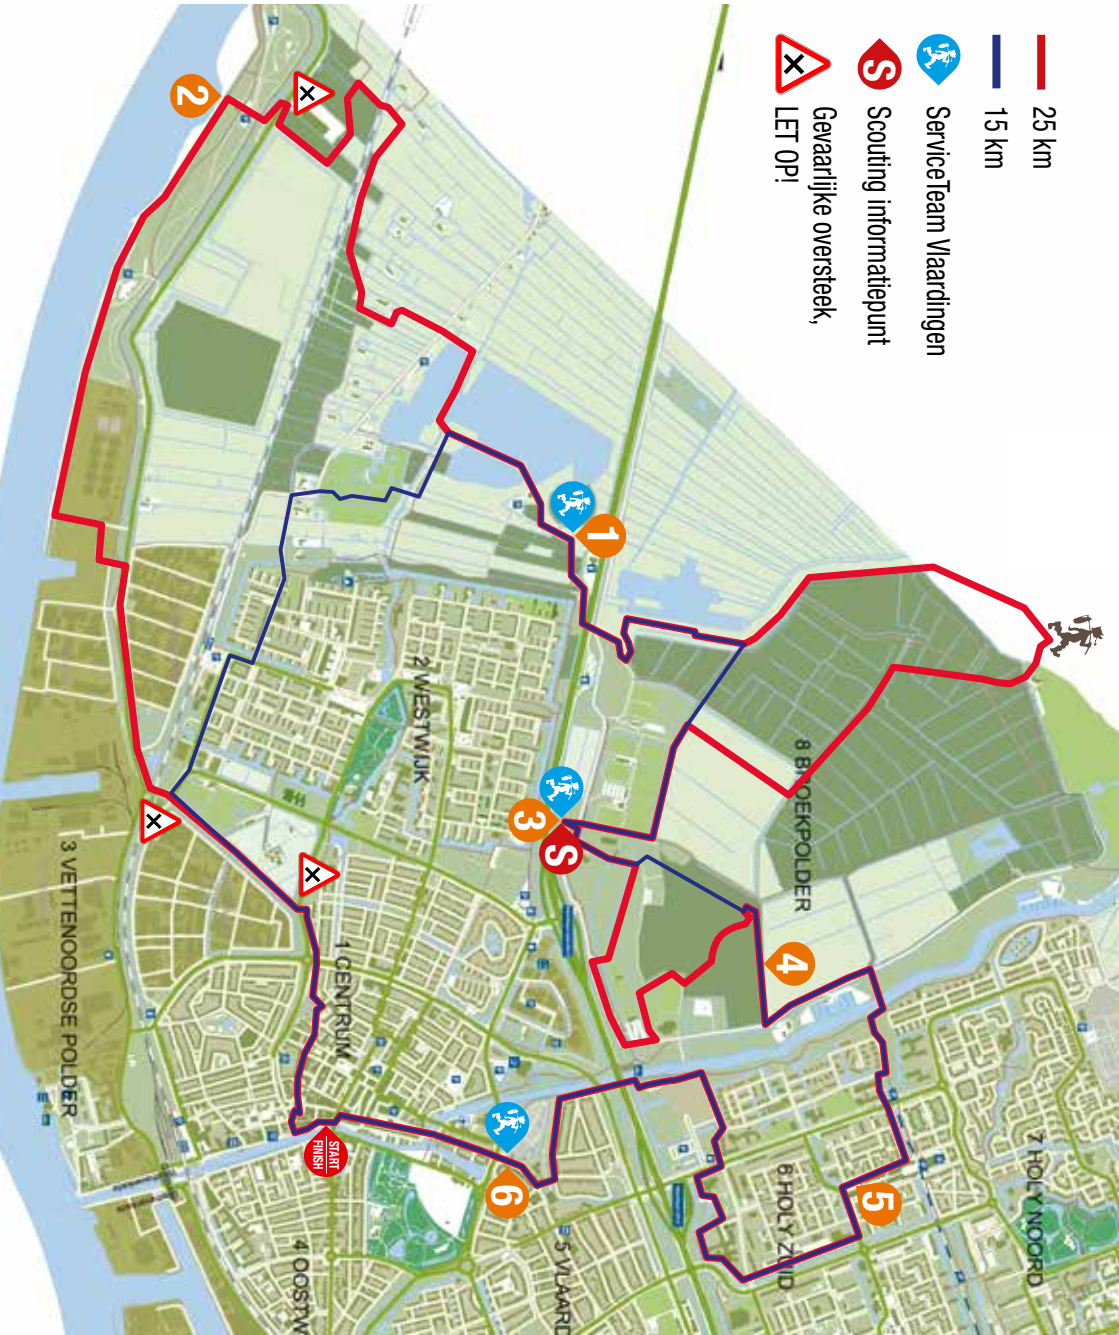 25 km
15 km
ServiceTeam Vlaardingen
S
Scouting informatiepunt
Gevaarlijke oversteek,
LET OP!
2
1
8 BROEKPOLDER
2 WESTWIJK
3
S
4
3 VETTENOORDSE POLDER
1 CENTRUM
START
FINISH
6
5
7 HOLY NOORD
6 HOLY ZUID
5 VLAARD
4 OOSTW